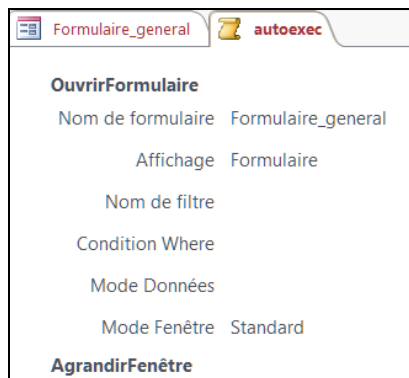 Formulaire_general autoexec
OuvrirFormulaire
Nom de formulaire Formulaire_general
Affichage Formulaire
Nom de filtre
Condition Where
Mode Données
Mode Fenêtre Standard
AgrandirFenêtre